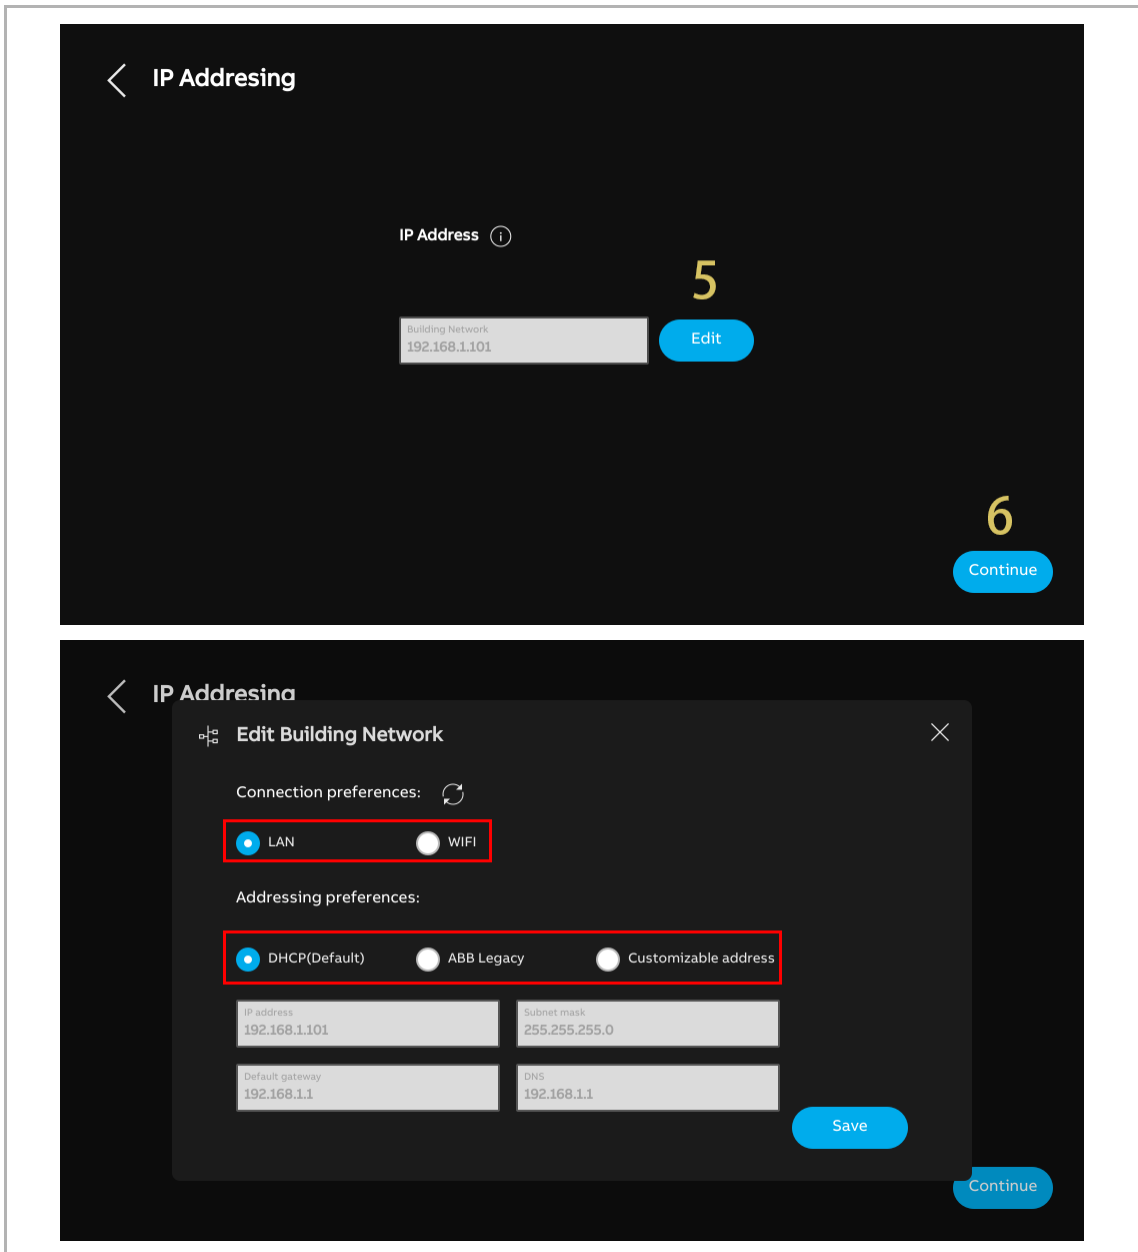 IP Addresing
IP Address
5
Building Network
192.168.1.101
Edit
6
Continue
IP Addresing
Edit Building Network
Connection preferences:
LAN WIFI
Addressing preferences:
DHCP(Default) ABB Legacy Customizable address
IP address Subnet mask
192.168.1.101 255.255.255.0
Default gateway DNS
192.168.1.1 192.168.1.1
Save
Continue